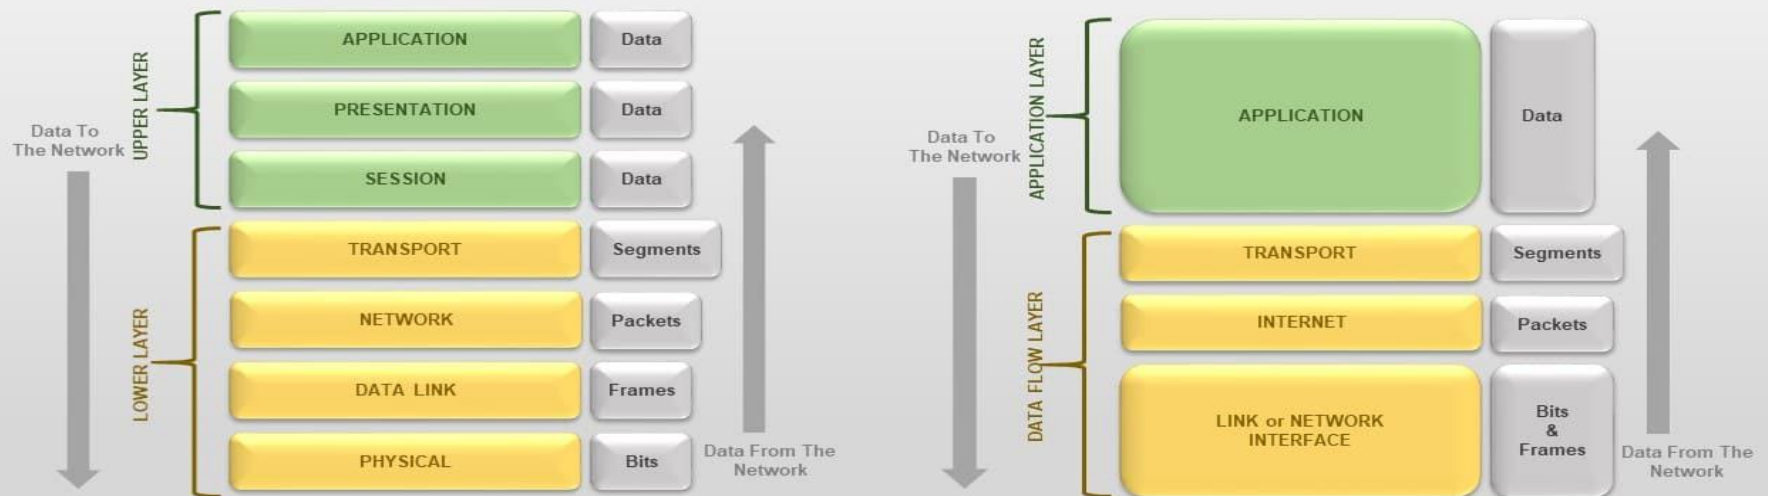 UPPER LAYER
APPLICATION
Data
PRESENTATION
Data
SESSION
Data
Data To
The Network
LOWER LAYER
TRANSPORT
Segments
NETWORK
Packets
DATA LINK
Frames
PHYSICAL
Bits
Data From The
Network
APPLICATION LAYER
APPLICATION
Data
Data To
The Network
DATA FLOW LAYER
TRANSPORT
Segments
INTERNET
Packets
LINK or NETWORK
INTERFACE
Bits
&
Frames
Data From The
Network